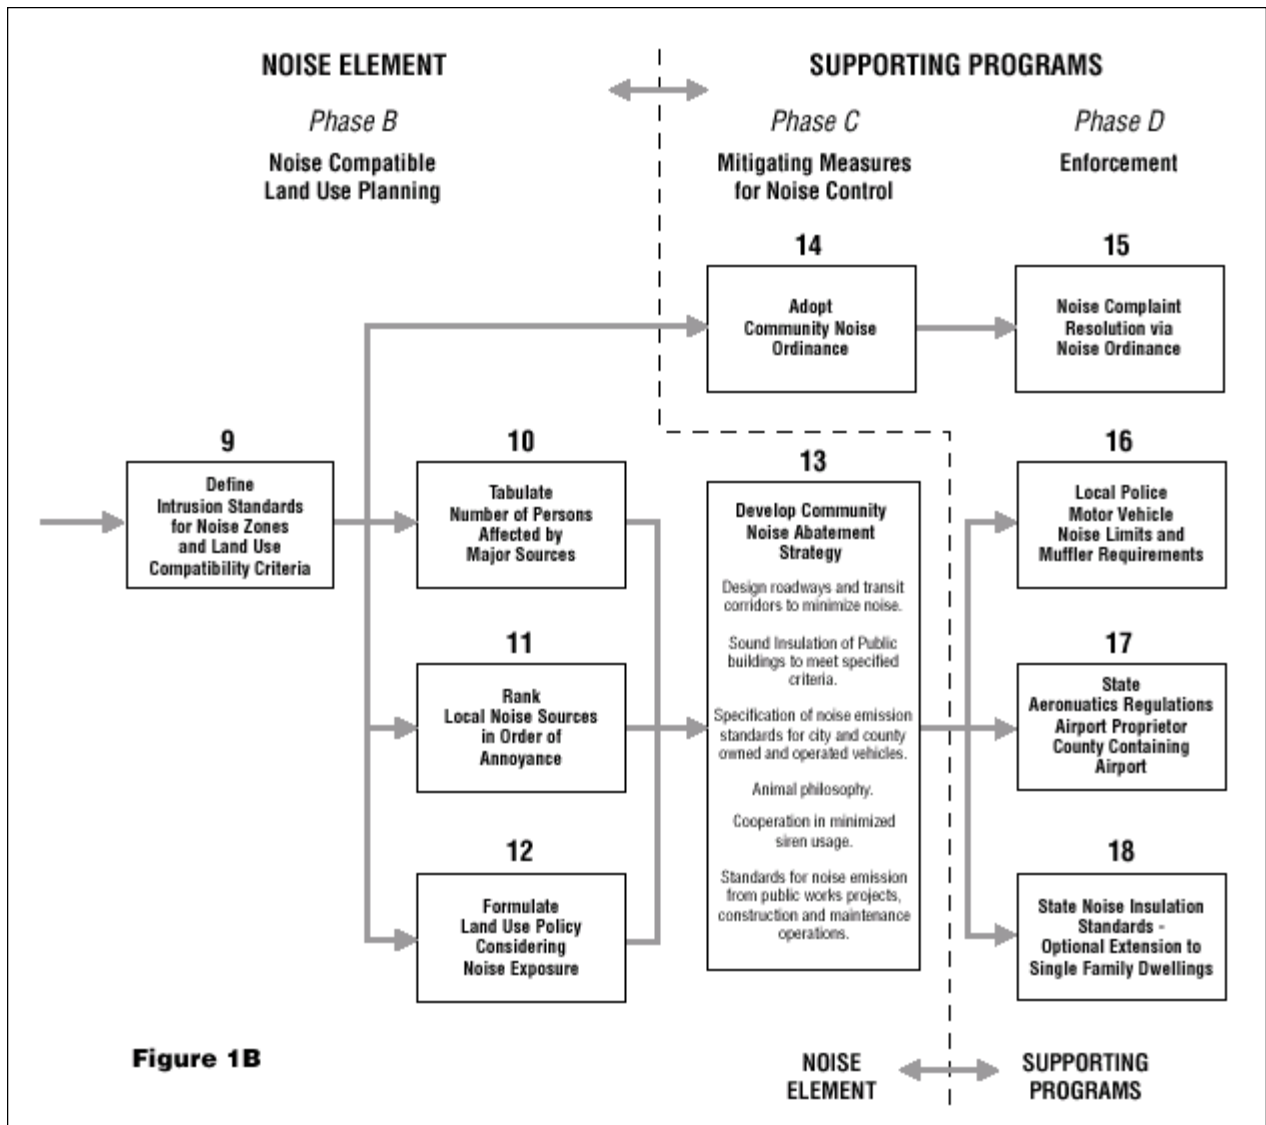 NOISE ELEMENT
SUPPORTING PROGRAMS
Phase B
Noise Compatible
Land Use Planning
Phase C
Mitigating Measures
for Noise Control
Phase D
Enforcement
14
Adopt
Community Noise
Ordinance
15
Noise Complaint
Resolution via
Noise Ordinance
9
Define
Intrusion Standards
for Noise Zones
and Land Use
Compatibility Criteria
10
Tabulate
Number of Persons
Affected by
Major Sources
11
Rank
Local Noise Sources
in Order of
Annoyance
12
Formulate
Land Use Policy
Considering
Noise Exposure
13
Develop Community
Noise Abatement
Strategy
Design roadways and transit
corridors to minimize noise.
Sound Insulation of Public
buildings to meet specified
criteria.
Specification of noise emission
standards for city and county
owned and operated vehicles.
Animal philosophy.
Cooperation in minimized
siren usage.
Standards for noise emission
from public works projects,
construction and maintenance
operations.
16
Local Police
Motor Vehicle
Noise Limits and
Muffler Requirements
17
State
Aeronuatics Regulations
Airport Proprietor
County Containing
Airport
18
State Noise Insulation
Standards -
Optional Extension to
Single Family Dwellings
Figure 1B
NOISE
ELEMENT
SUPPORTING
PROGRAMS